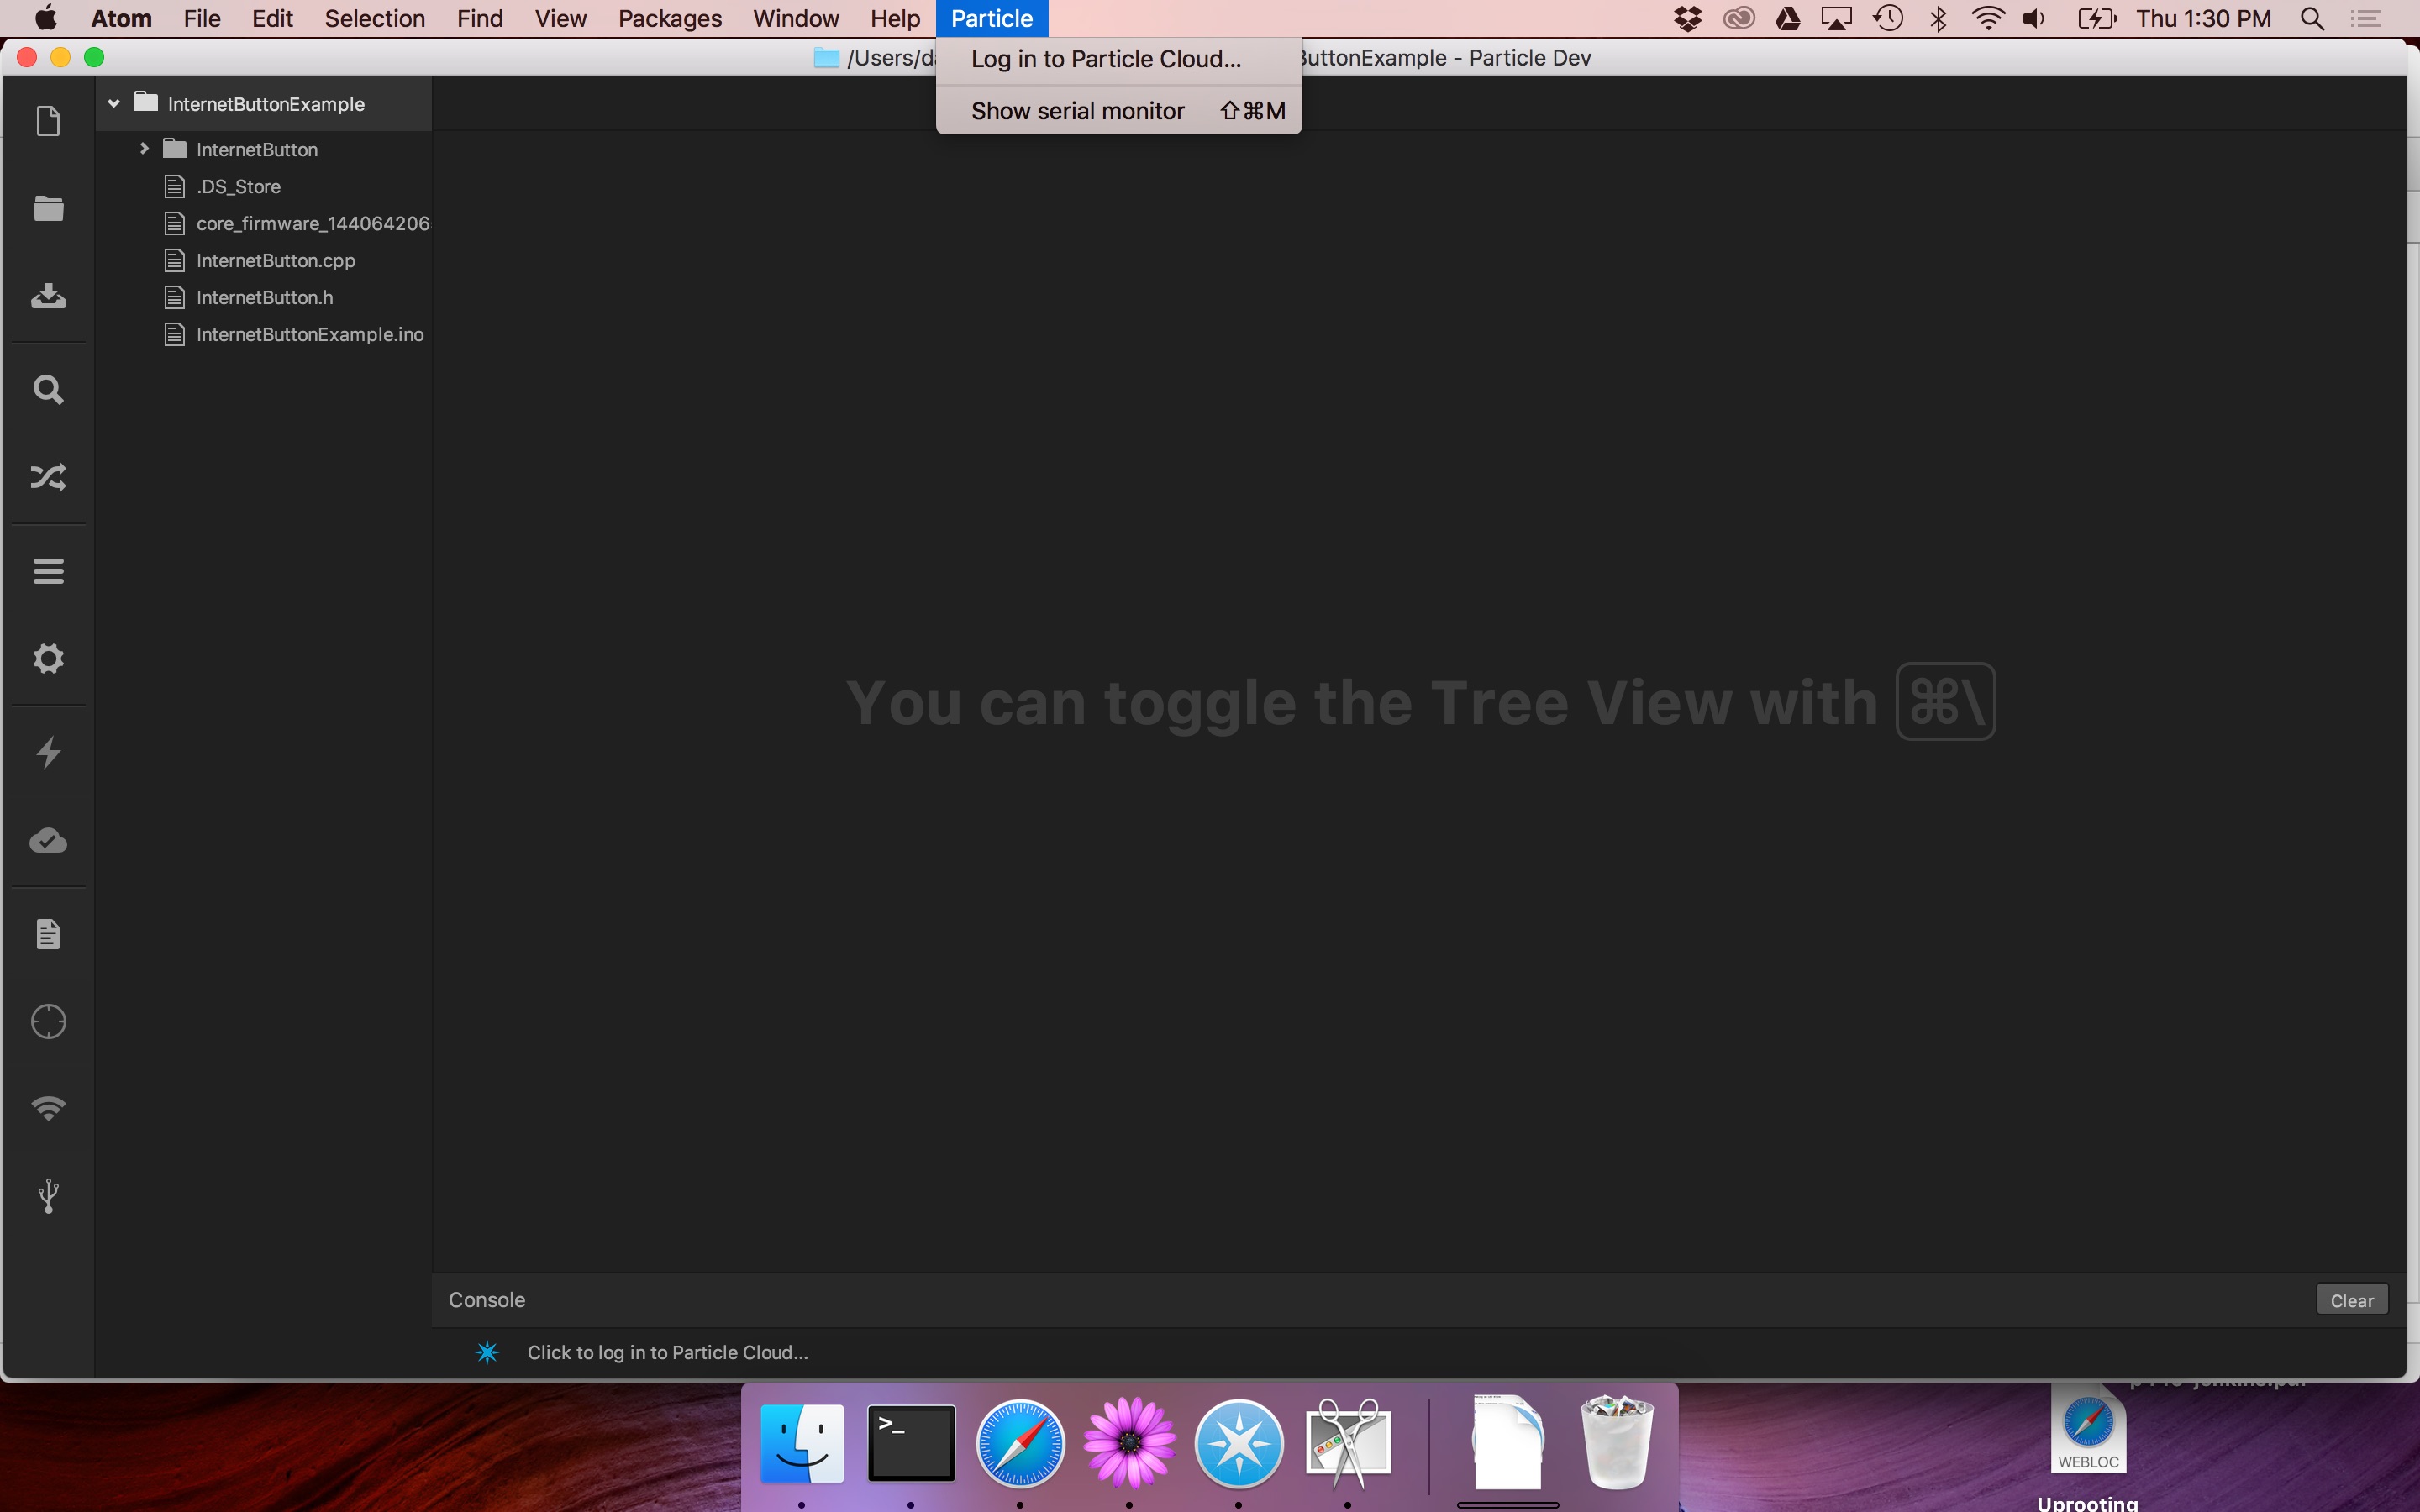 Atom File Edit Selection Find View Packages Window Help Particle Thu 1:30 PM
/Users/d uttonExample - Particle Dev
Log in to Particle Cloud...
Show serial monitor ⇧⌘M
InternetButtonExample
InternetButton
.DS_Store
core_firmware_144064206
InternetButton.cpp
InternetButton.h
InternetButtonExample.ino
You can toggle the Tree View with ⌘\
Console
Clear
Click to log in to Particle Cloud...
>_
WEBLOC
Uprooting